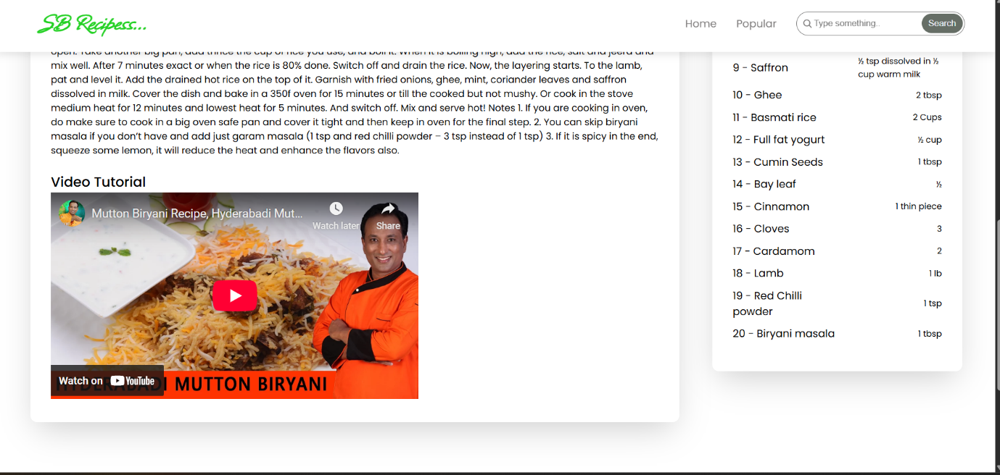 SB Recipess...
Home
Popular
Type something..
Search
open. Take another big pan, add thrice the cup of rice you use, and boil it. When it is boiling high, add the rice, salt and jeera and
mix well. After 7 minutes exact or when the rice is 80% done. Switch off and drain the rice. Now, the layering starts. To the lamb,
pat and level it. Add the drained hot rice on the top of it. Garnish with fried onions, ghee, mint, coriander leaves and saffron
dissolved in milk. Cover the dish and bake in a 350f oven for 15 minutes or till the cooked but not mushy. Or cook in the stove
medium heat for 12 minutes and lowest heat for 5 minutes. And switch off. Mix and serve hot! Notes 1. If you are cooking in oven,
do make sure to cook in a big oven safe pan and cover it tight and then keep in oven for the final step. 2. You can skip biryani
masala if you don’t have and add just garam masala (1 tsp and red chilli powder – 3 tsp instead of 1 tsp) 3. If it is spicy in the end,
squeeze some lemon, it will reduce the heat and enhance the flavors also.
Video Tutorial
Mutton Biryani Recipe, Hyderabadi Mut...
Watch later
Share
Watch on YouTube
HYDERABADI MUTTON BIRYANI
9 - Saffron
½ tsp dissolved in ½
cup warm milk
10 - Ghee 2 tbsp
11 - Basmati rice 2 Cups
12 - Full fat yogurt ½ cup
13 - Cumin Seeds 1 tbsp
14 - Bay leaf ½
15 - Cinnamon 1 thin piece
16 - Cloves 3
17 - Cardamom 2
18 - Lamb 1 lb
19 - Red Chilli
powder 1 tsp
20 - Biryani masala 1 tbsp